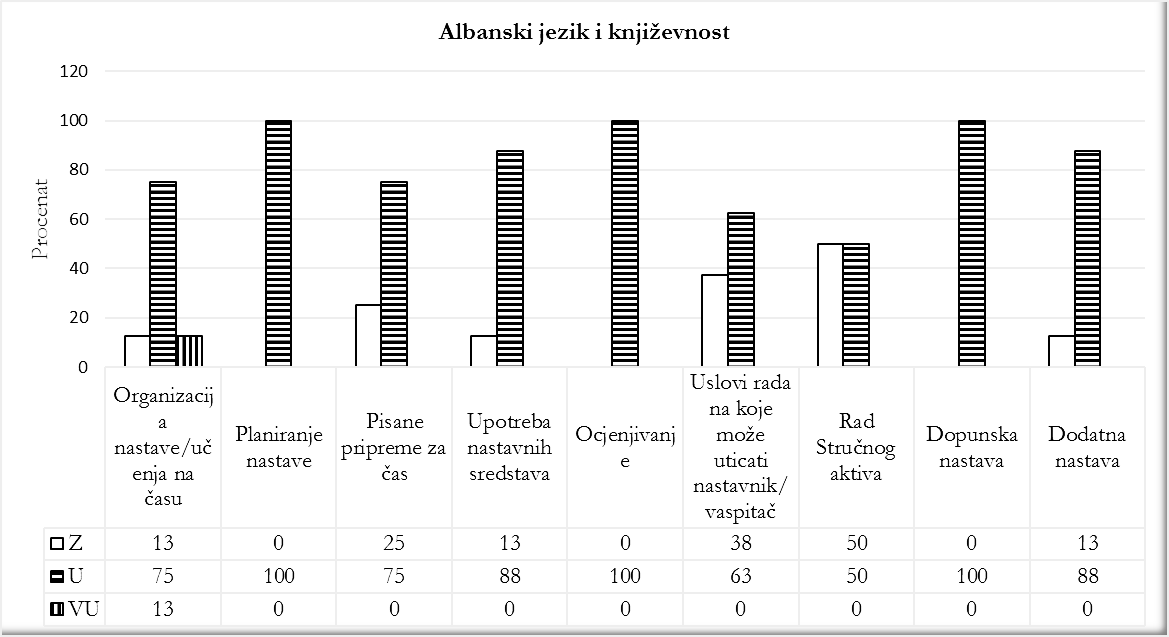 Albanski jezik i književnost
Procenat
120
100
80
60
40
20
0
Organizacij
a
nastave/uč
enja na
času
Planiranje
nastave
Pisane
pripreme za
čas
Upotreba
nastavnih
sredstava
Ocjenjivanj
e
Uslovi rada
na koje
može
uticati
nastavnik/
vaspitač
Rad
Stručnog
aktiva
Dopunska
nastava
Dodatna
nastava
Z 13 0 25 13 0 38 50 0 13
U 75 100 75 88 100 63 50 100 88
VU 13 0 0 0 0 0 0 0 0